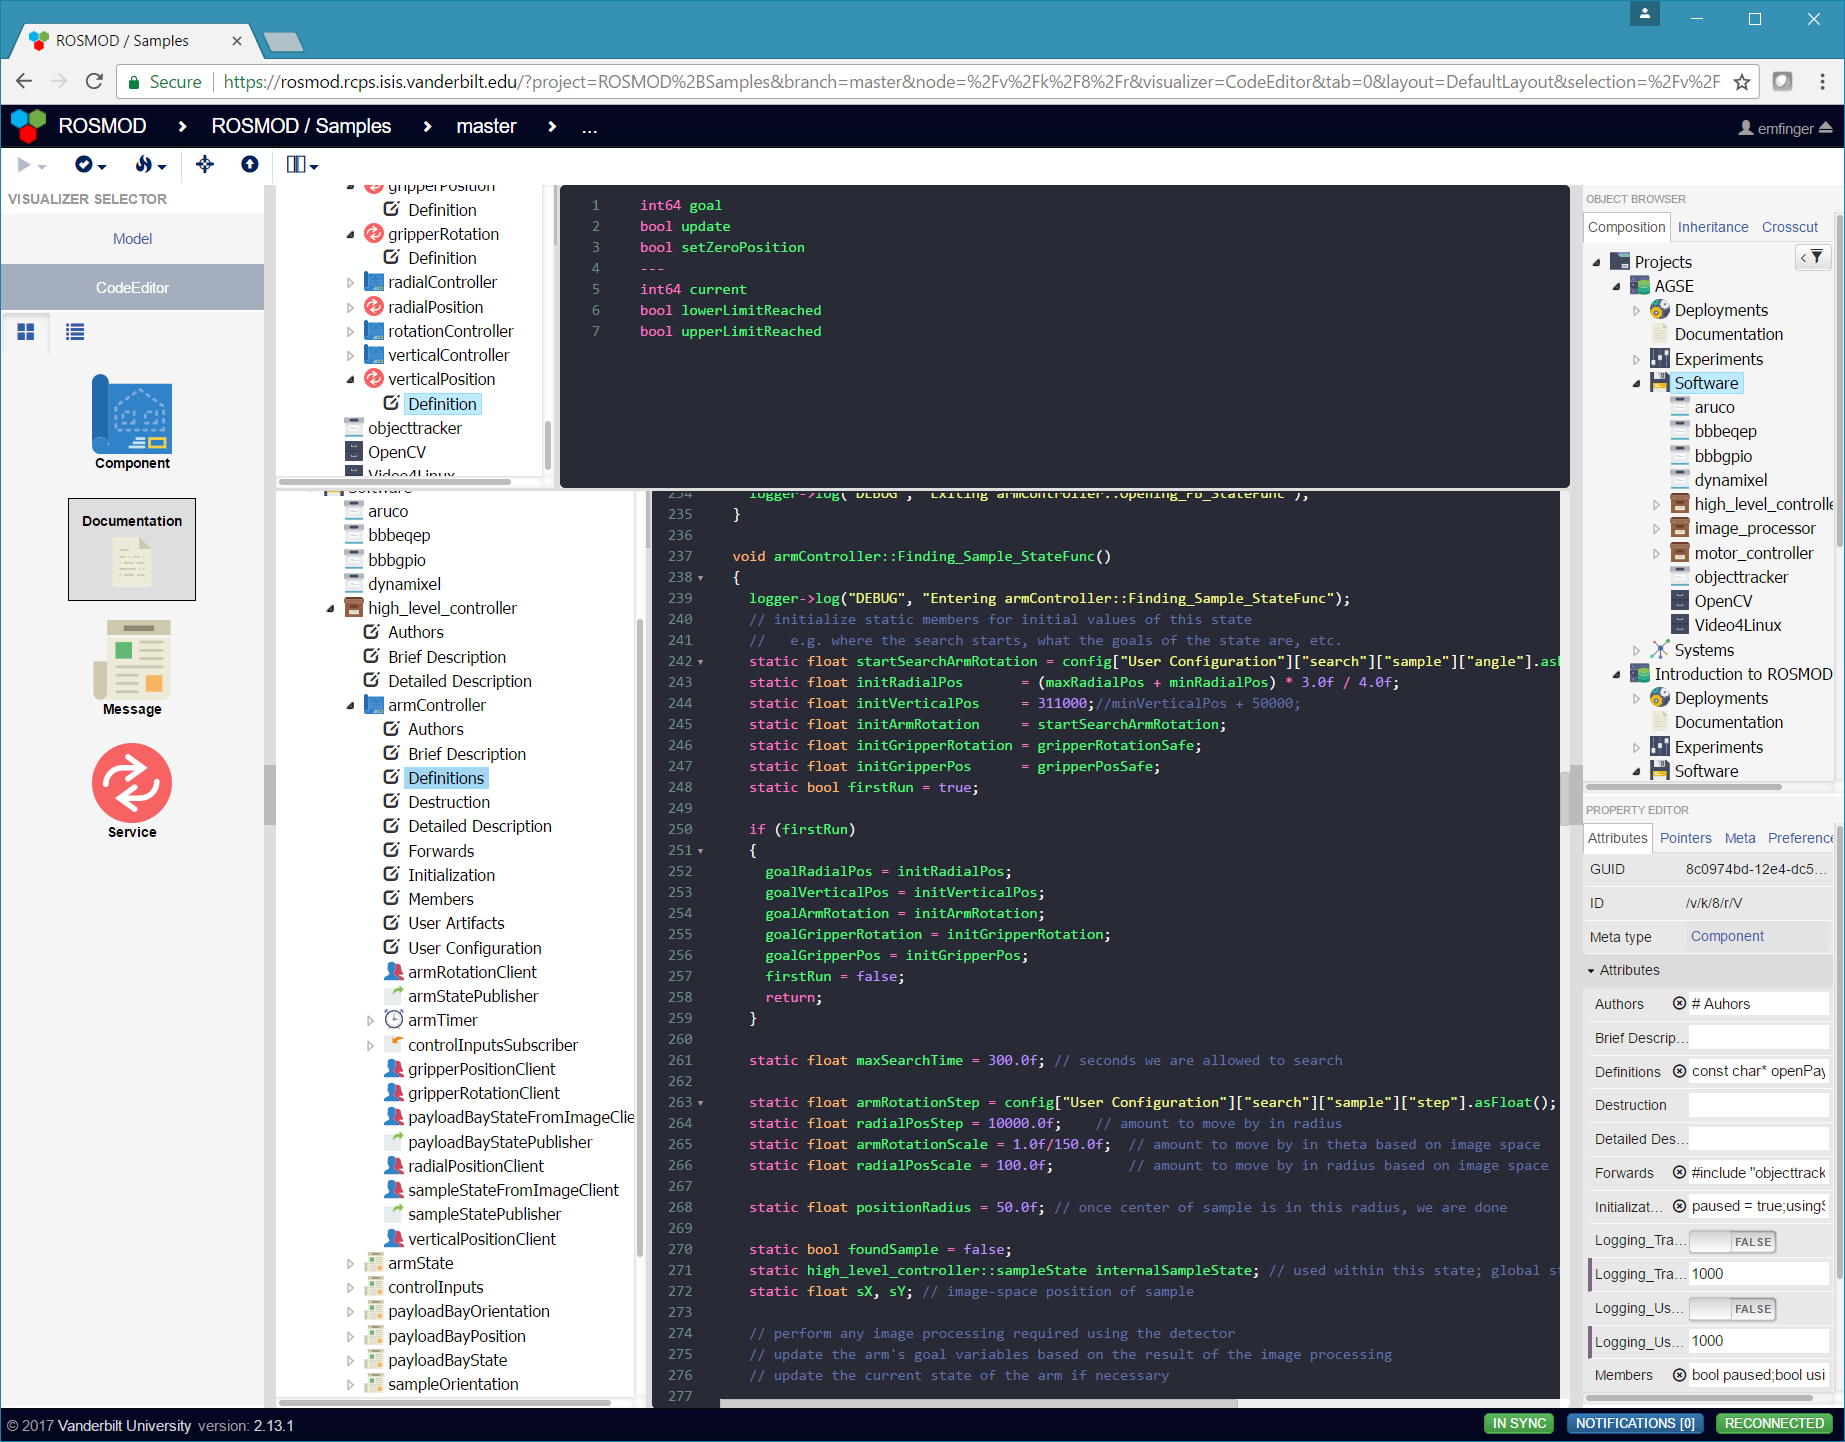 ROSMOD / Samples
Secure | https://rosmod.rcps.isis.vanderbilt.edu/?project=ROSMOD%2BSamples&branch=master&node=%2Fv%2Fk%2F8%2Fr&visualizer=CodeEditor&tab=0&layout=DefaultLayout&selection=%2Fv%2F
ROSMOD > ROSMOD / Samples > master > ...
emfinger
VISUALIZER SELECTOR
Model
CodeEditor
Component
Documentation
Message
Service
gripperPosition
Definition
gripperRotation
Definition
radialController
radialPosition
rotationController
verticalController
verticalPosition
Definition
objecttracker
OpenCV
Video4Linux
1 int64 goal
2 bool update
3 bool setZeroPosition
4 ---
5 int64 current
6 bool lowerLimitReached
7 bool upperLimitReached
Software
aruco
bbbeqep
bbbgpio
dynamixel
high_level_controller
Authors
Brief Description
Detailed Description
armController
Authors
Brief Description
Definitions
Destruction
Detailed Description
Forwards
Initialization
Members
User Artifacts
User Configuration
armRotationClient
armStatePublisher
armTimer
controlInputsSubscriber
gripperPositionClient
gripperRotationClient
payloadBayStateFromImageClie
payloadBayStatePublisher
radialPositionClient
sampleStateFromImageClient
sampleStatePublisher
verticalPositionClient
armState
controlInputs
payloadBayOrientation
payloadBayPosition
payloadBayState
sampleOrientation
234 logger->log("DEBUG", "Exiting armController::Opening_PB_StateFunc");
235 }
236
237 void armController::Finding_Sample_StateFunc()
238 {
239 logger->log("DEBUG", "Entering armController::Finding_Sample_StateFunc");
240 // initialize static members for initial values of this state
241 //   e.g. where the search starts, what the goals of the state are, etc.
242 static float startSearchArmRotation = config["User Configuration"]["search"]["sample"]["angle"].as
243 static float initRadialPos       = (maxRadialPos + minRadialPos) * 3.0f / 4.0f;
244 static float initVerticalPos     = 311000;//minVerticalPos + 50000;
245 static float initArmRotation     = startSearchArmRotation;
246 static float initGripperRotation = gripperRotationSafe;
247 static float initGripperPos      = gripperPosSafe;
248 static bool firstRun = true;
249
250 if (firstRun)
251 {
252 goalRadialPos = initRadialPos;
253 goalVerticalPos = initVerticalPos;
254 goalArmRotation = initArmRotation;
255 goalGripperRotation = initGripperRotation;
256 goalGripperPos = initGripperPos;
257 firstRun = false;
258 return;
259 }
260
261 static float maxSearchTime = 300.0f; // seconds we are allowed to search
262
263 static float armRotationStep = config["User Configuration"]["search"]["sample"]["step"].asFloat();
264 static float radialPosStep = 10000.0f;    // amount to move by in radius
265 static float armRotationScale = 1.0f/150.0f;  // amount to move by in theta based on image space
266 static float radialPosScale = 100.0f;         // amount to move by in radius based on image space
267
268 static float positionRadius = 50.0f; // once center of sample is in this radius, we are done
269
270 static bool foundSample = false;
271 static high_level_controller::sampleState internalSampleState; // used within this state; global s
272 static float sX, sY; // image-space position of sample
273
274 // perform any image processing required using the detector
275 // update the arm's goal variables based on the result of the image processing
276 // update the current state of the arm if necessary
277
OBJECT BROWSER
Composition Inheritance Crosscut
Projects
AGSE
Deployments
Documentation
Experiments
Software
aruco
bbbeqep
bbbgpio
dynamixel
high_level_controlle
image_processor
motor_controller
objecttracker
OpenCV
Video4Linux
Systems
Introduction to ROSMOD
Deployments
Documentation
Experiments
Software
PROPERTY EDITOR
Attributes Pointers Meta Preference
GUID 8c0974bd-12e4-dc5...
ID /v/k/8/r/V
Meta type Component
Attributes
Authors # Auhors
Brief Descrip...
Definitions const char* openPay
Destruction
Detailed Des...
Forwards #include "objecttrack
Initializat... paused = true;using
Logging_Tra... FALSE
Logging_Tra... 1000
Logging_Us... FALSE
Logging_Us... 1000
Members bool paused;bool usi
© 2017 Vanderbilt University version: 2.13.1
IN SYNC NOTIFICATIONS [0] RECONNECTED